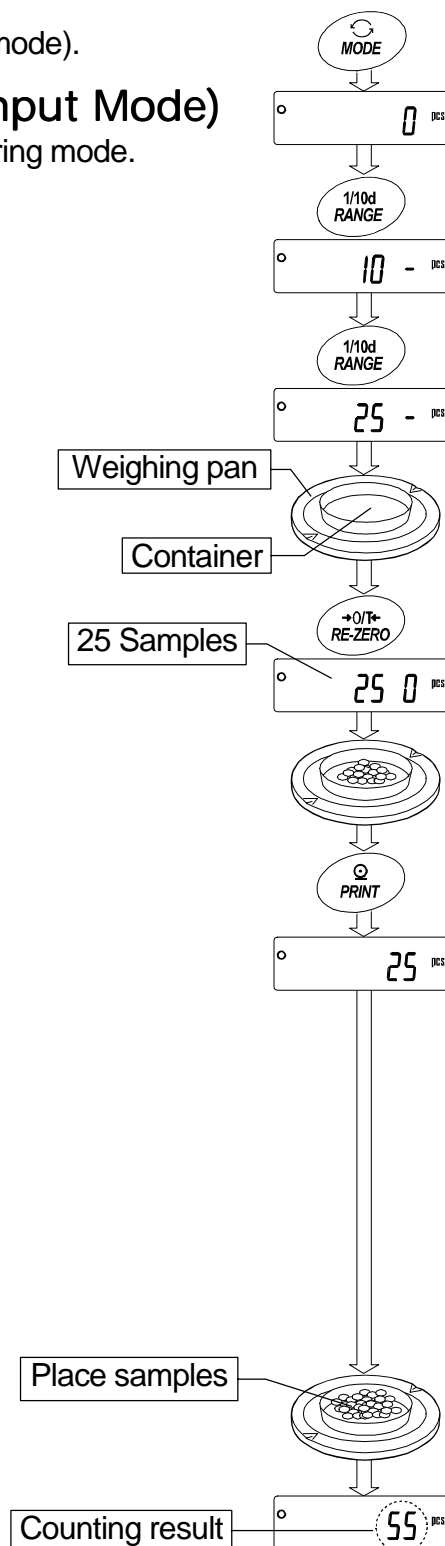 mode).
MODE
0 pcs
nput Mode)
ring mode.
1/10d
RANGE
10 - pcs
1/10d
RANGE
25 - pcs
Weighing pan
Container
→0/T←
RE-ZERO
25 Samples
25 0 pcs
PRINT
25 pcs
Place samples
Counting result
55 pcs